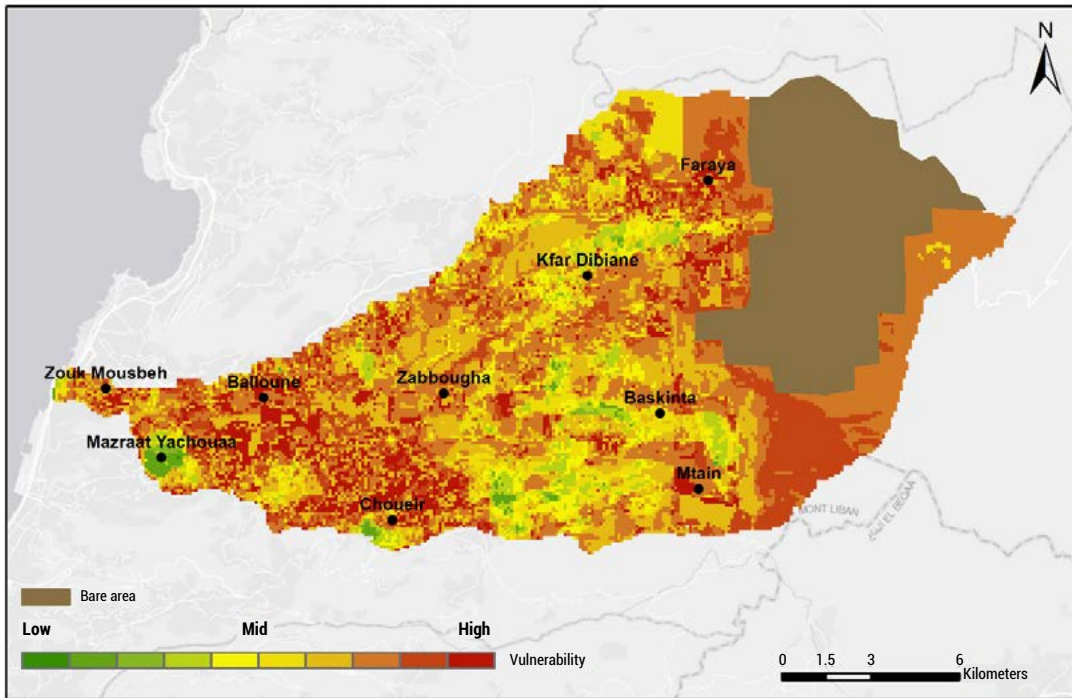 N
Faraya
Kfar Dibiane
Zouk Mousbeh
Balloune
Zabbougha
Baskinta
Mazraat Yachouaa
Mtain
Choueir
MONT LIBAN
Bare area
Low Mid High
Vulnerability
0 1.5 3 6
Kilometers